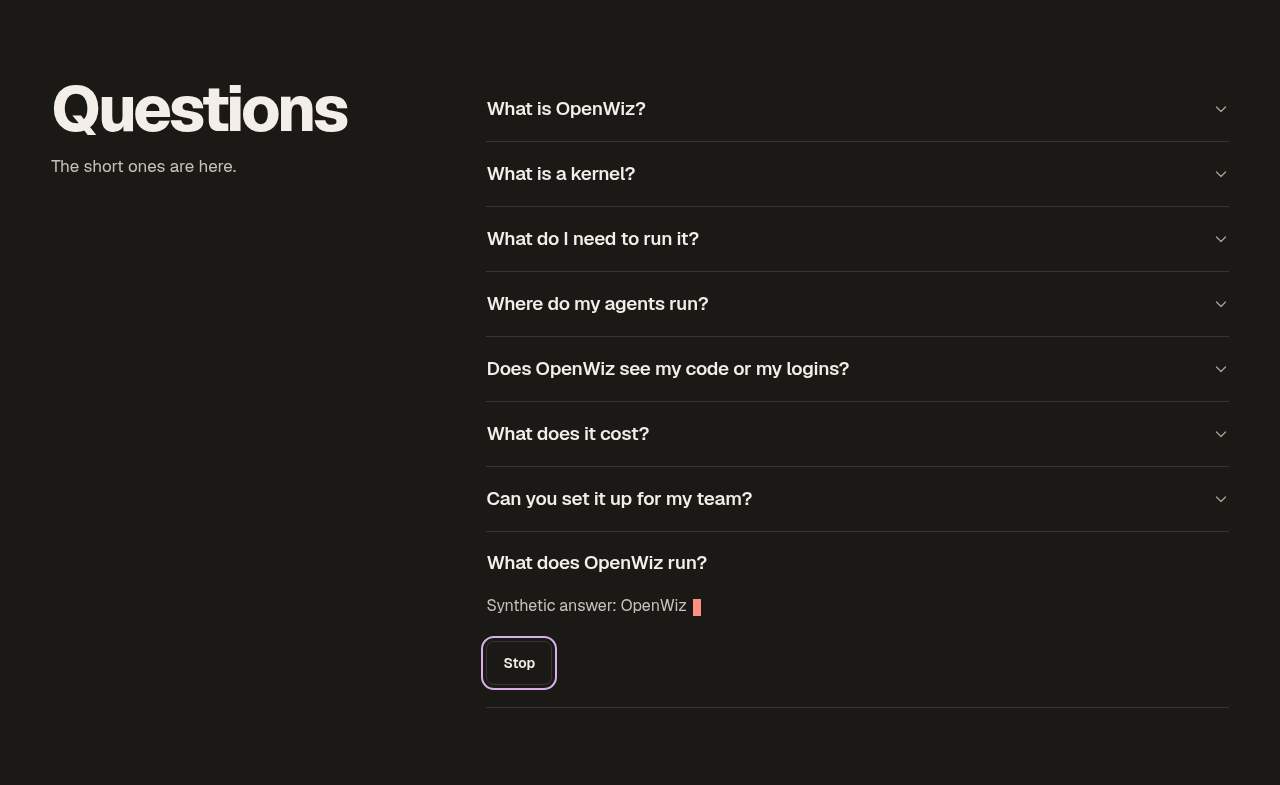 Questions
The short ones are here.
What is OpenWiz?
What is a kernel?
What do I need to run it?
Where do my agents run?
Does OpenWiz see my code or my logins?
What does it cost?
Can you set it up for my team?
What does OpenWiz run?
Synthetic answer: OpenWiz
Stop